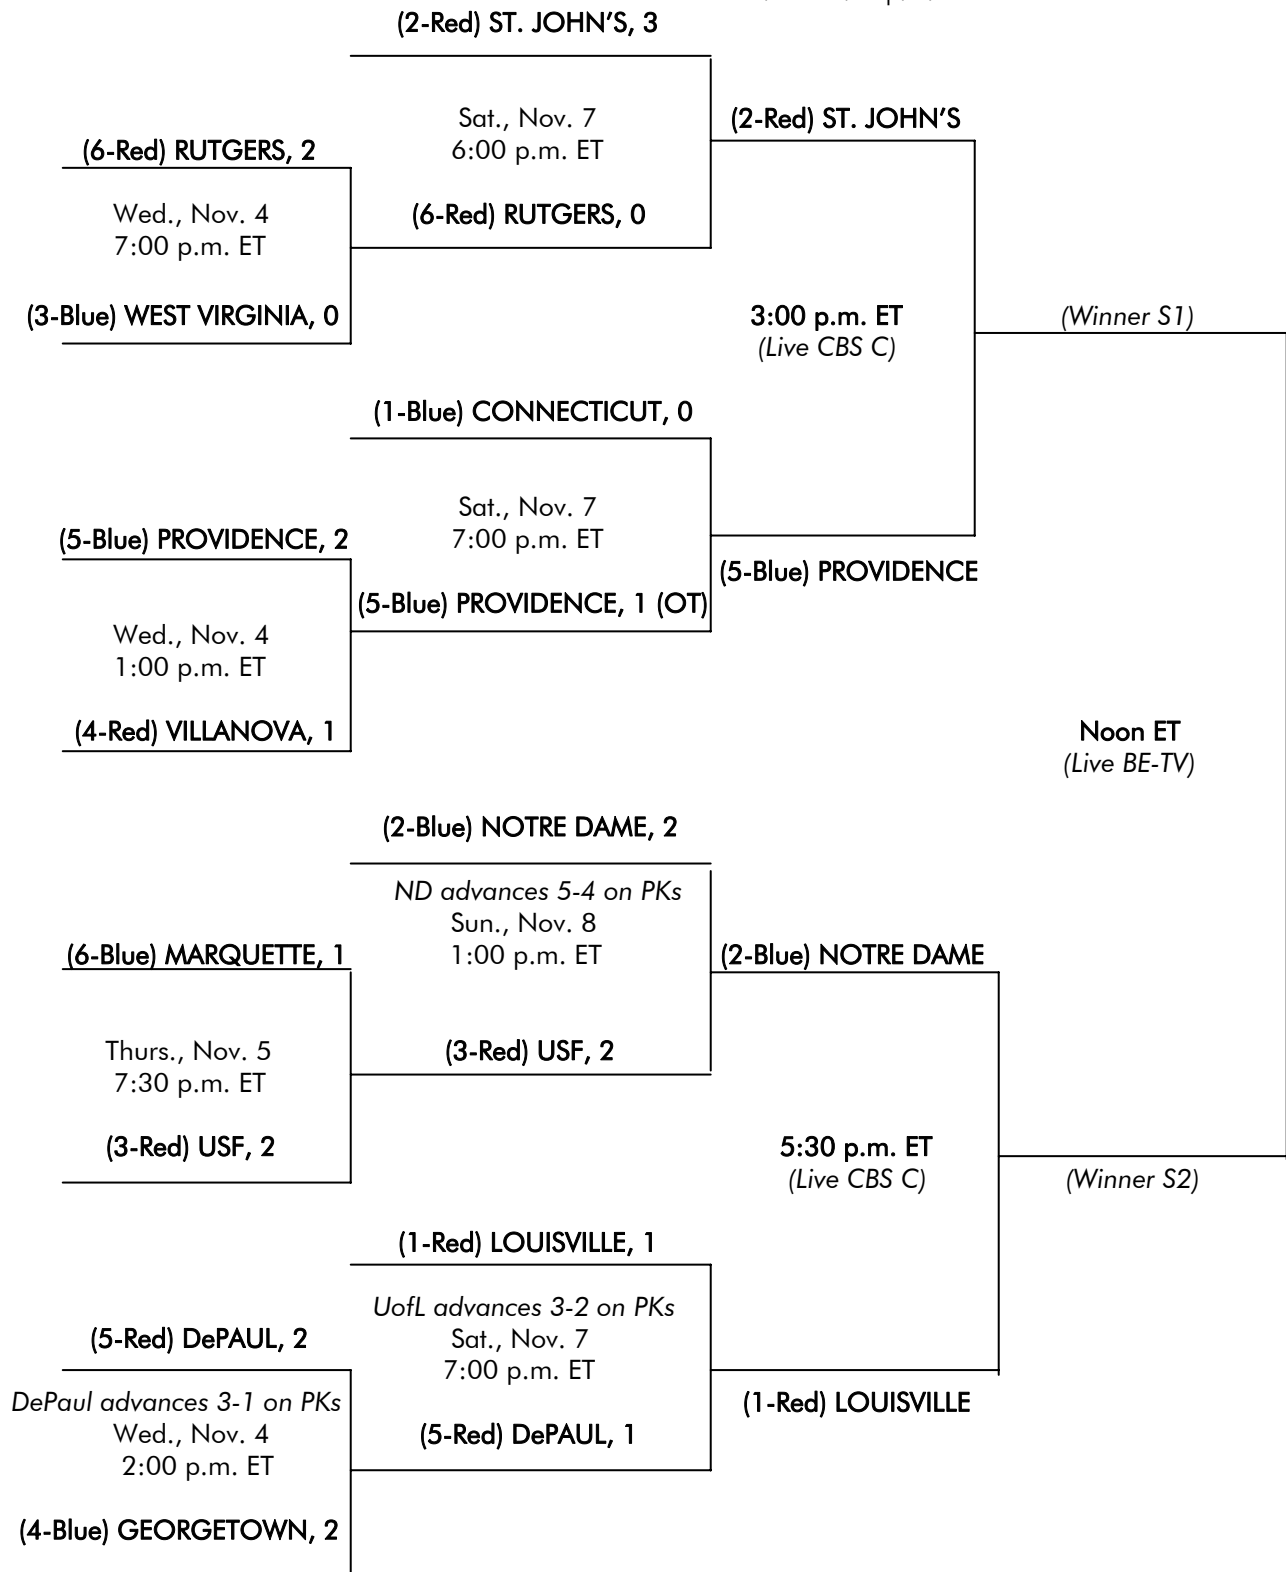 (2-Red) ST. JOHN'S, 3
Sat., Nov. 7
6:00 p.m. ET
(2-Red) ST. JOHN'S
(6-Red) RUTGERS, 2
Wed., Nov. 4
7:00 p.m. ET
(6-Red) RUTGERS, 0
(3-Blue) WEST VIRGINIA, 0
3:00 p.m. ET
(Live CBS C)
(Winner S1)
(1-Blue) CONNECTICUT, 0
Sat., Nov. 7
7:00 p.m. ET
(5-Blue) PROVIDENCE, 2
(5-Blue) PROVIDENCE
(5-Blue) PROVIDENCE, 1 (OT)
Wed., Nov. 4
1:00 p.m. ET
(4-Red) VILLANOVA, 1
Noon ET
(Live BE-TV)
(2-Blue) NOTRE DAME, 2
ND advances 5-4 on PKs
Sun., Nov. 8
1:00 p.m. ET
(6-Blue) MARQUETTE, 1
(2-Blue) NOTRE DAME
Thurs., Nov. 5
7:30 p.m. ET
(3-Red) USF, 2
(3-Red) USF, 2
5:30 p.m. ET
(Live CBS C)
(Winner S2)
(1-Red) LOUISVILLE, 1
UofL advances 3-2 on PKs
Sat., Nov. 7
7:00 p.m. ET
(5-Red) DePAUL, 2
DePaul advances 3-1 on PKs
Wed., Nov. 4
2:00 p.m. ET
(1-Red) LOUISVILLE
(5-Red) DePAUL, 1
(4-Blue) GEORGETOWN, 2